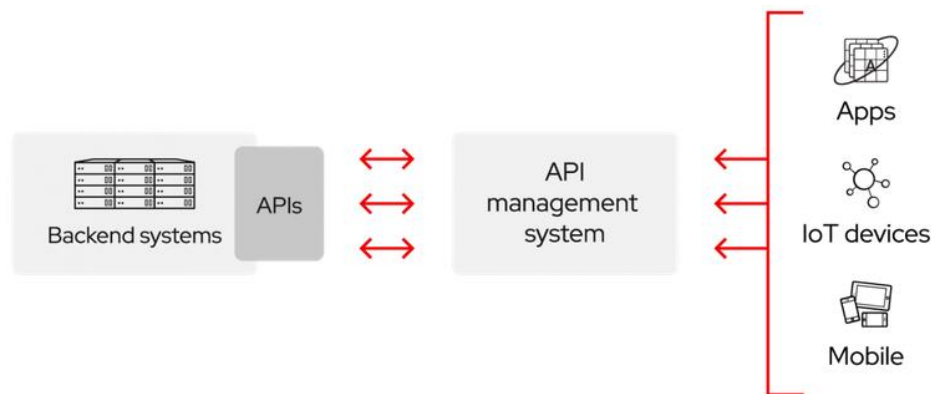 Backend systems
APIs
API
management
system
A
Apps
IoT devices
Mobile